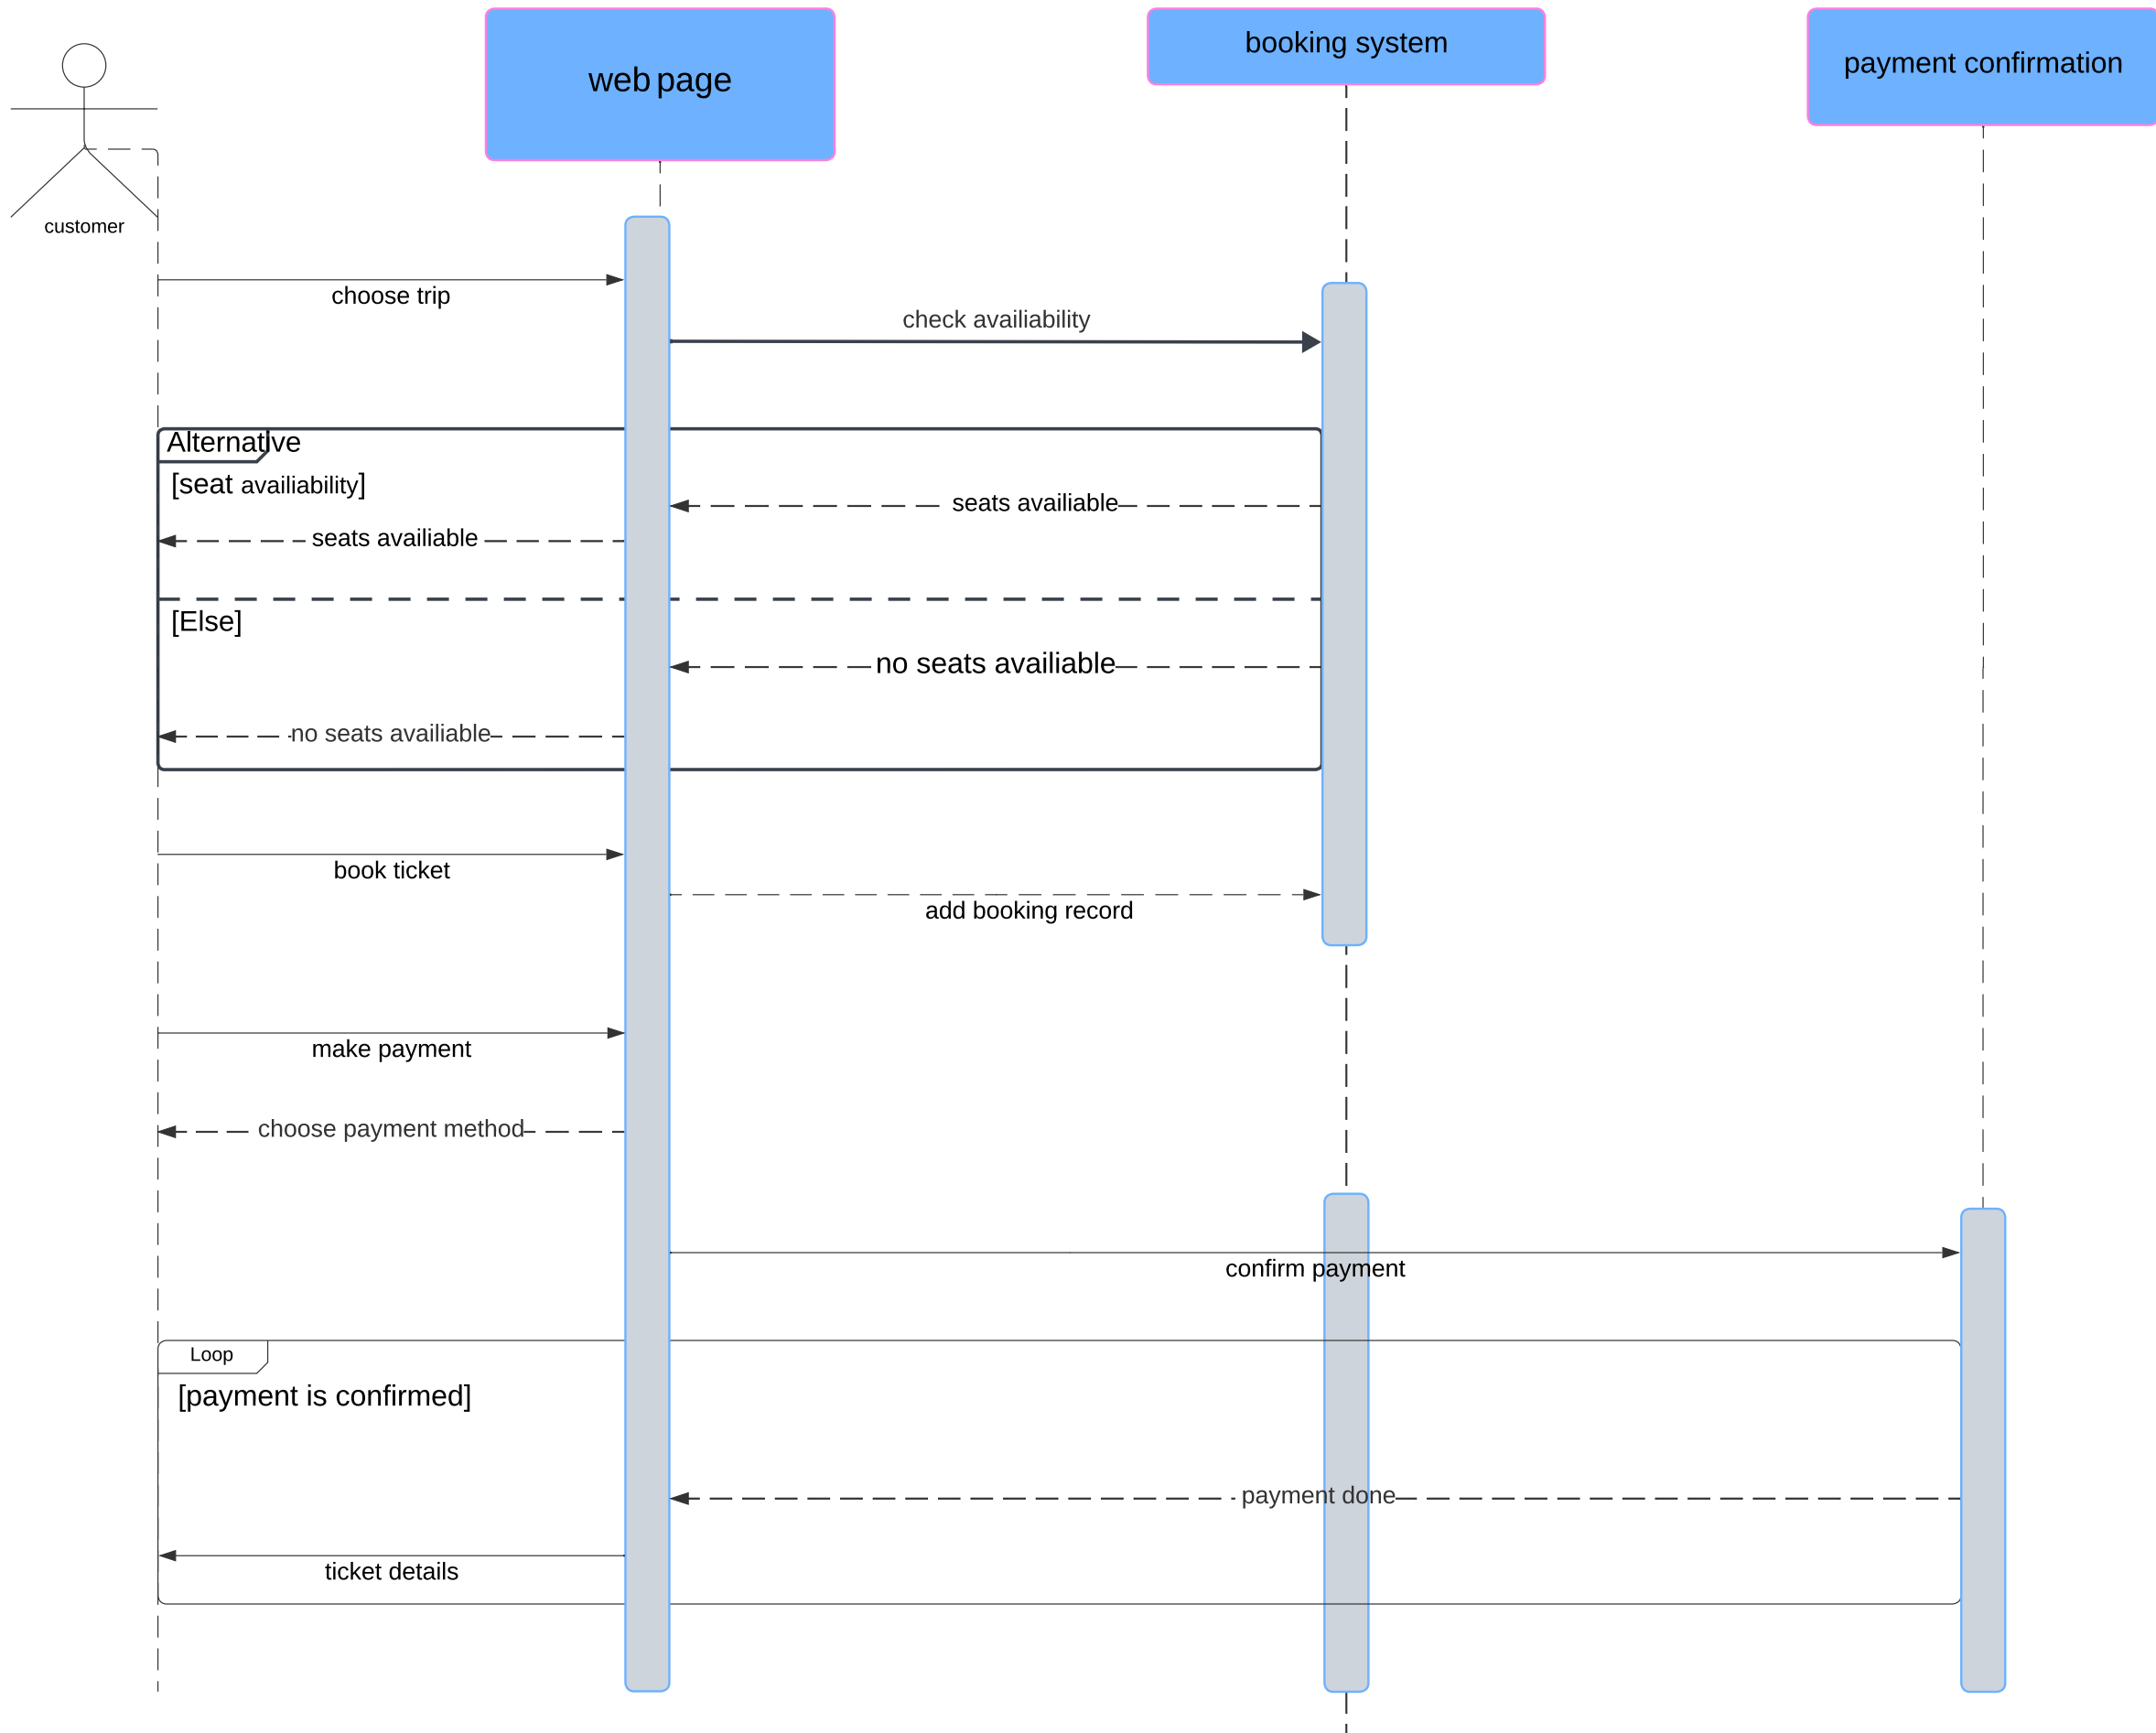 web page
booking system
payment confirmation
customer
choose trip
check availiability
Alternative
[seat availiability]
seats availiable
seats availiable
[Else]
no seats availiable
no seats availiable
book ticket
add booking record
make payment
choose payment method
confirm payment
Loop
[payment is confirmed]
payment done
ticket details